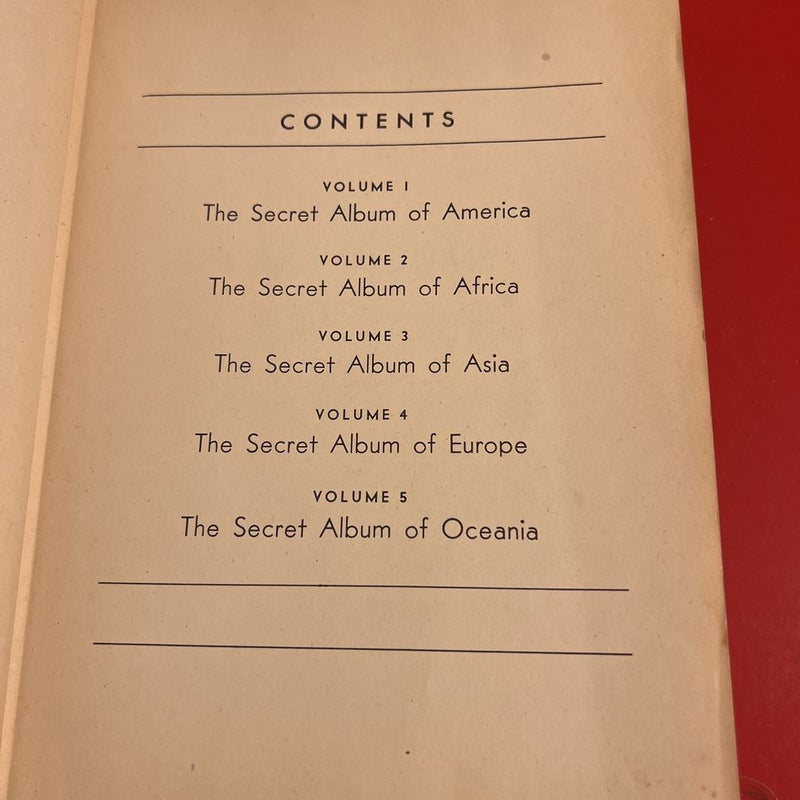 CONTENTS
VOLUME 1
The Secret Album of America
VOLUME 2
The Secret Album of Africa
VOLUME 3
The Secret Album of Asia
VOLUME 4
The Secret Album of Europe
VOLUME 5
The Secret Album of Oceania